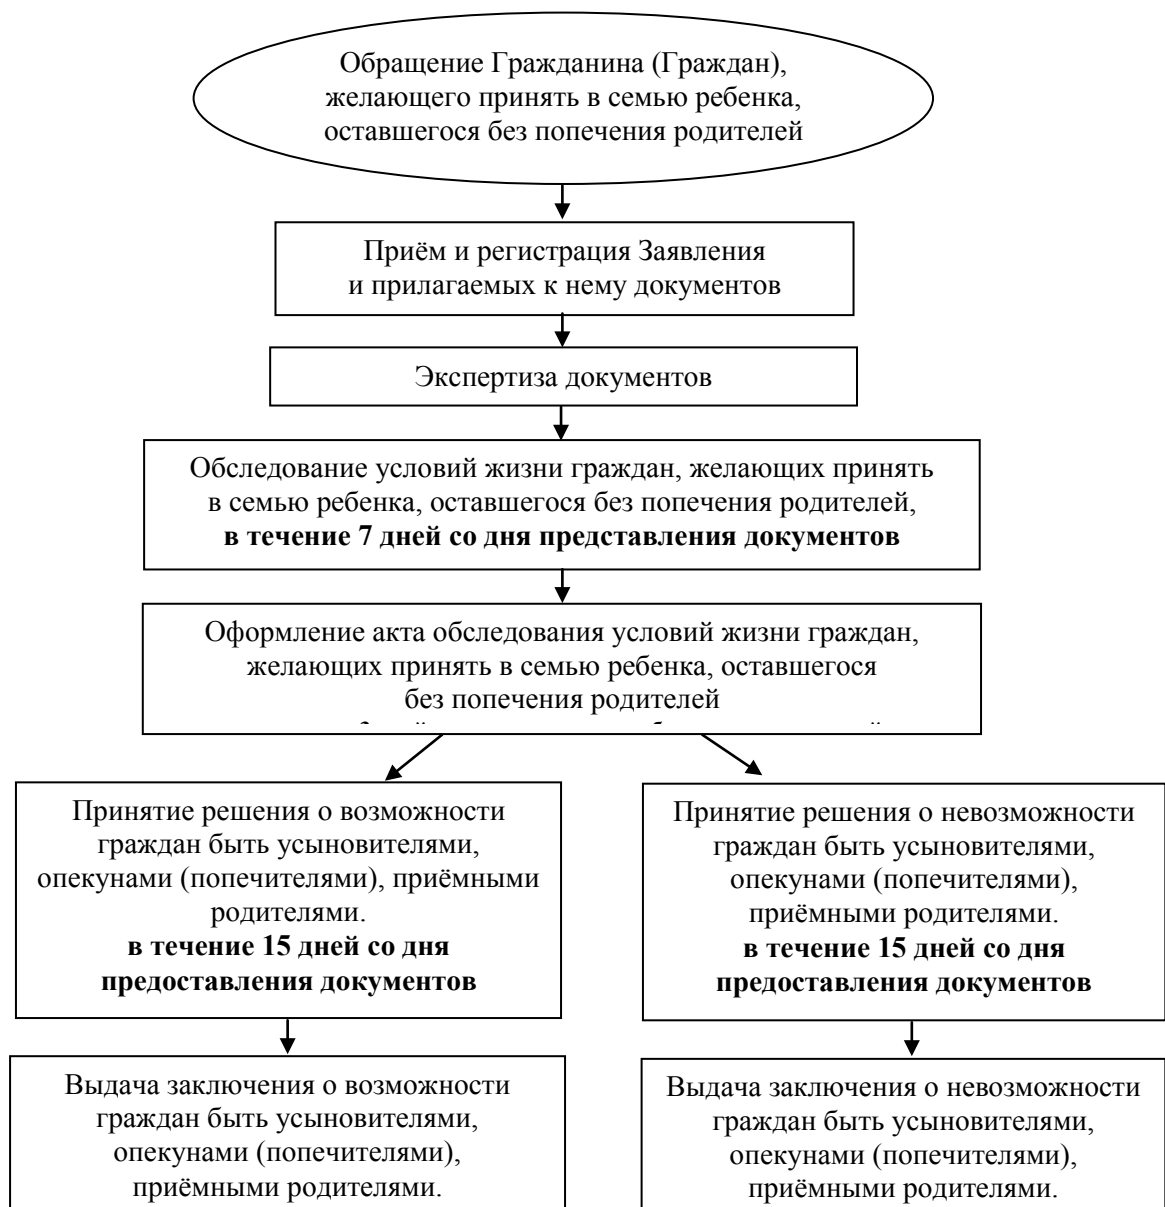 Обращение Гражданина (Граждан),
желающего принять в семью ребенка,
оставшегося без попечения родителей
Приём и регистрация Заявления
и прилагаемых к нему документов
Экспертиза документов
Обследование условий жизни граждан, желающих принять
в семью ребенка, оставшегося без попечения родителей,
в течение 7 дней со дня представления документов
Оформление акта обследования условий жизни граждан,
желающих принять в семью ребенка, оставшегося
без попечения родителей
Принятие решения о возможности
граждан быть усыновителями,
опекунами (попечителями), приёмными
родителями.
в течение 15 дней со дня
предоставления документов
Принятие решения о невозможности
граждан быть усыновителями,
опекунами (попечителями),
приёмными родителями.
в течение 15 дней со дня
предоставления документов
Выдача заключения о возможности
граждан быть усыновителями,
опекунами (попечителями),
приёмными родителями.
Выдача заключения о невозможности
граждан быть усыновителями,
опекунами (попечителями),
приёмными родителями.